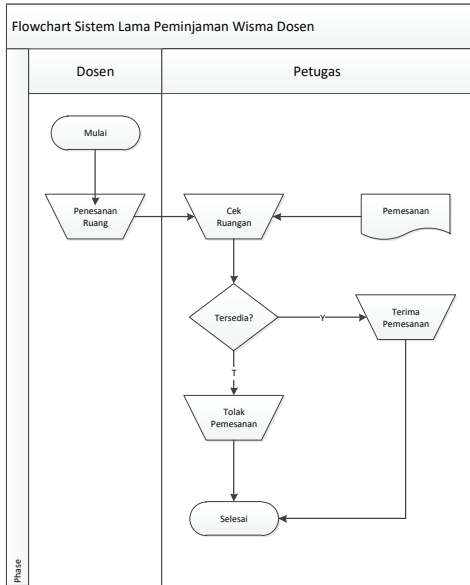 Flowchart Sistem Lama Peminjaman Wisma Dosen
Dosen
Petugas
Mulai
Penesanan
Ruang
Cek
Ruangan
Pemesanan
Tersedia?
Y
Terima
Pemesanan
T
Tolak
Pemesanan
Selesai
Phase